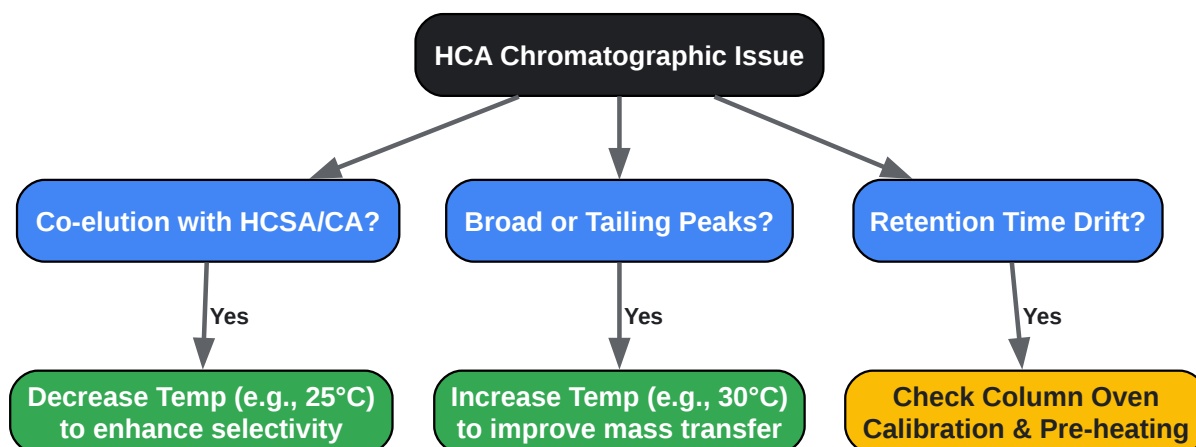 HCA Chromatographic Issue
Co-elution with HCSA/CA?
Broad or Tailing Peaks?
Retention Time Drift?
Yes
Yes
Yes
Decrease Temp (e.g., 25°C)
to enhance selectivity
Increase Temp (e.g., 30°C)
to improve mass transfer
Check Column Oven
Calibration & Pre-heating